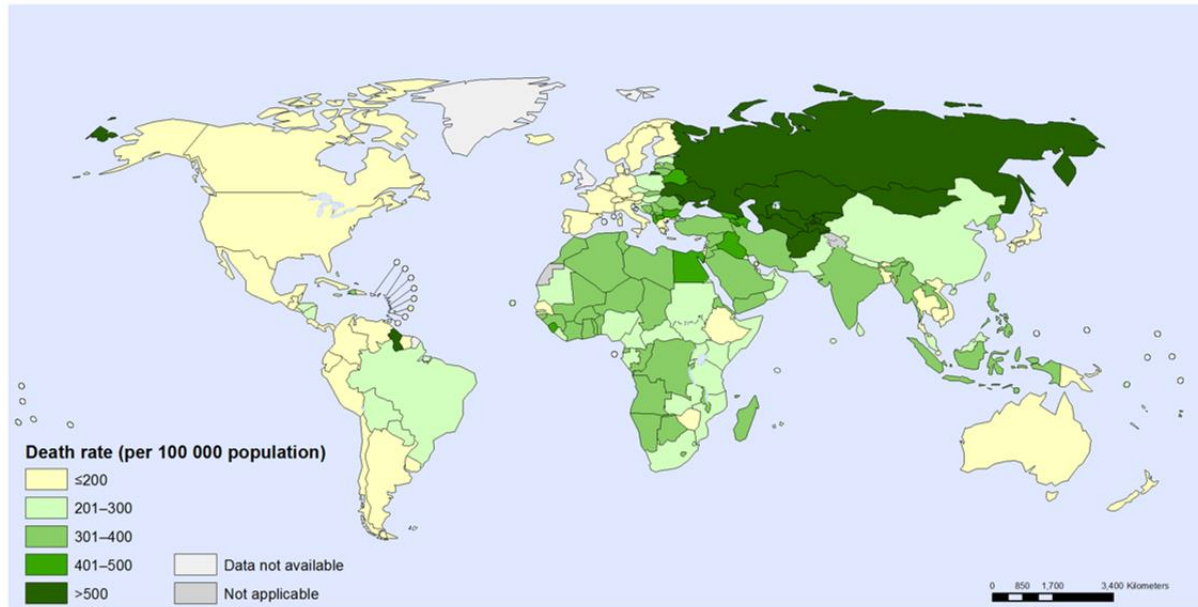 Death rate (per 100 000 population)
≤200
201–300
301–400
401–500
>500
Data not available
Not applicable
0 850 1,700 3,400 Kilometers